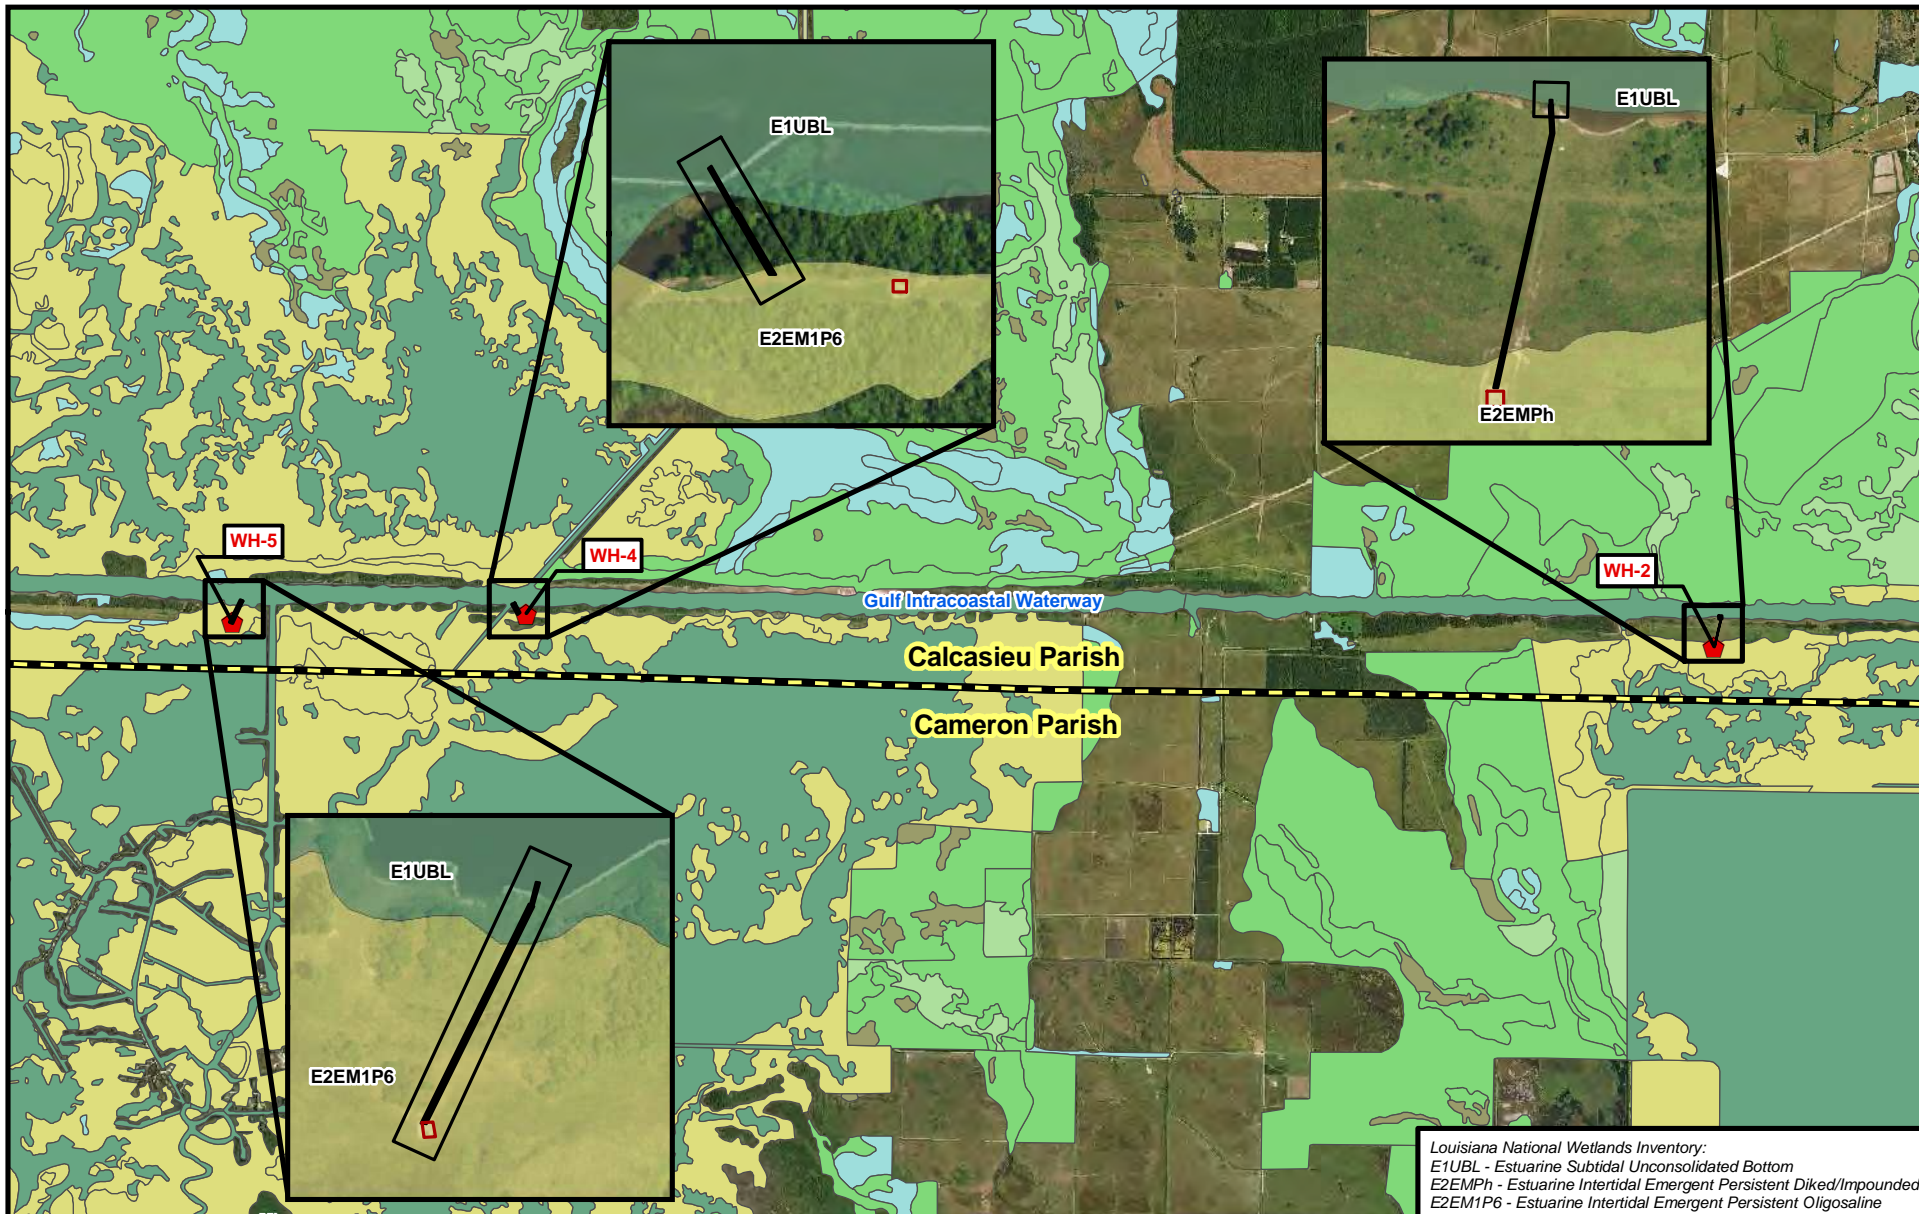 E1UBL
E2EM1P6
E1UBL
E2EMPh
WH-5
WH-4
WH-2
Gulf Intracoastal Waterway
Calcasieu Parish
Cameron Parish
E1UBL
E2EM1P6
Louisiana National Wetlands Inventory:
E1UBL - Estuarine Subtidal Unconsolidated Bottom
E2EMPh - Estuarine Intertidal Emergent Persistent Diked/Impounded
E2EM1P6 - Estuarine Intertidal Emergent Persistent Oligosaline